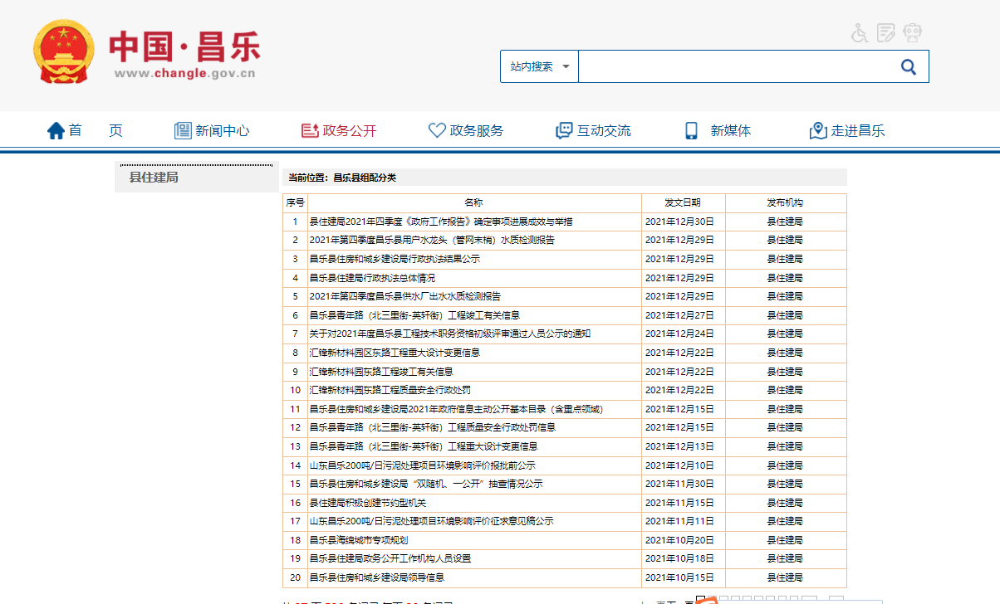 中国·昌乐
www.changle.gov.cn
站内搜索
首 页 新闻中心 政务公开 政务服务 互动交流 新媒体 走进昌乐
县住建局
当前位置：昌乐县组配分类
序号 名称 发文日期 发布机构
1 县住建局2021年四季度《政府工作报告》确定事项进展成效与举措 2021年12月30日 县住建局
2 2021年第四季度昌乐县用户水龙头（管网末梢）水质检测报告 2021年12月29日 县住建局
3 昌乐县住房和城乡建设局行政执法结果公示 2021年12月29日 县住建局
4 昌乐县住建局行政执法总体情况 2021年12月29日 县住建局
5 2021年第四季度昌乐县供水厂出水水质检测报告 2021年12月29日 县住建局
6 昌乐县青年路（北三里街-英轩街）工程竣工有关信息 2021年12月27日 县住建局
7 关于对2021年度昌乐县工程技术职务资格初级评审通过人员公示的通知 2021年12月24日 县住建局
8 汇锋新材料园区东路工程重大设计变更信息 2021年12月22日 县住建局
9 汇锋新材料园东路工程竣工有关信息 2021年12月22日 县住建局
10 汇锋新材料园东路工程质量安全行政处罚 2021年12月22日 县住建局
11 昌乐县住房和城乡建设局2021年政府信息主动公开基本目录（含重点领域） 2021年12月15日 县住建局
12 昌乐县青年路（北三里街-英轩街）工程质量安全行政处罚信息 2021年12月15日 县住建局
13 昌乐县青年路（北三里街-英轩街）工程重大设计变更信息 2021年12月13日 县住建局
14 山东昌乐200吨/日污泥处理项目环境影响评价报批前公示 2021年12月10日 县住建局
15 昌乐县住房和城乡建设局“双随机、一公开”抽查情况公示 2021年11月30日 县住建局
16 县住建局积极创建节约型机关 2021年11月15日 县住建局
17 山东昌乐200吨/日污泥处理项目环境影响评价征求意见稿公示 2021年11月11日 县住建局
18 昌乐县海绵城市专项规划 2021年10月20日 县住建局
19 昌乐县住建局政务公开工作机构人员设置 2021年10月18日 县住建局
20 昌乐县住房和城乡建设局领导信息 2021年10月15日 县住建局